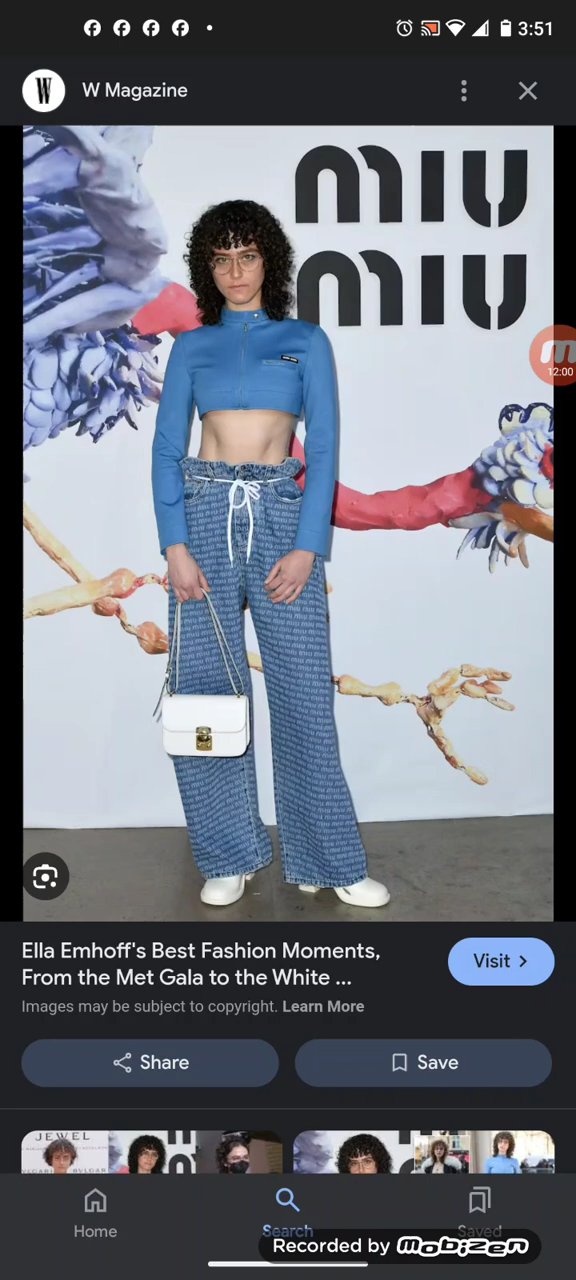 3:51
W
W Magazine
miu
miu
12:00
Ella Emhoff's Best Fashion Moments,
From the Met Gala to the White ...
Visit
Images may be subject to copyright. Learn More
Share
Save
JEWEL
BVLGARI
Home
Search
Saved
Recorded by mobizen